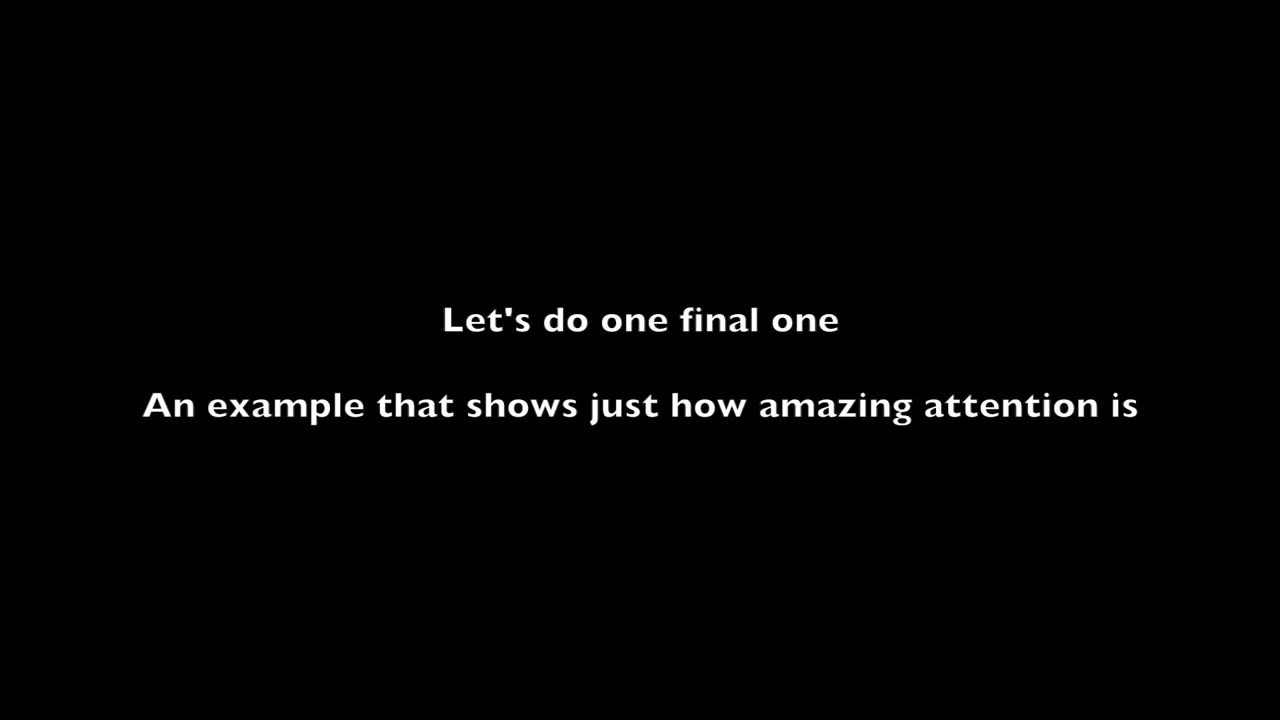 Let's do one final one
An example that shows just how amazing attention is